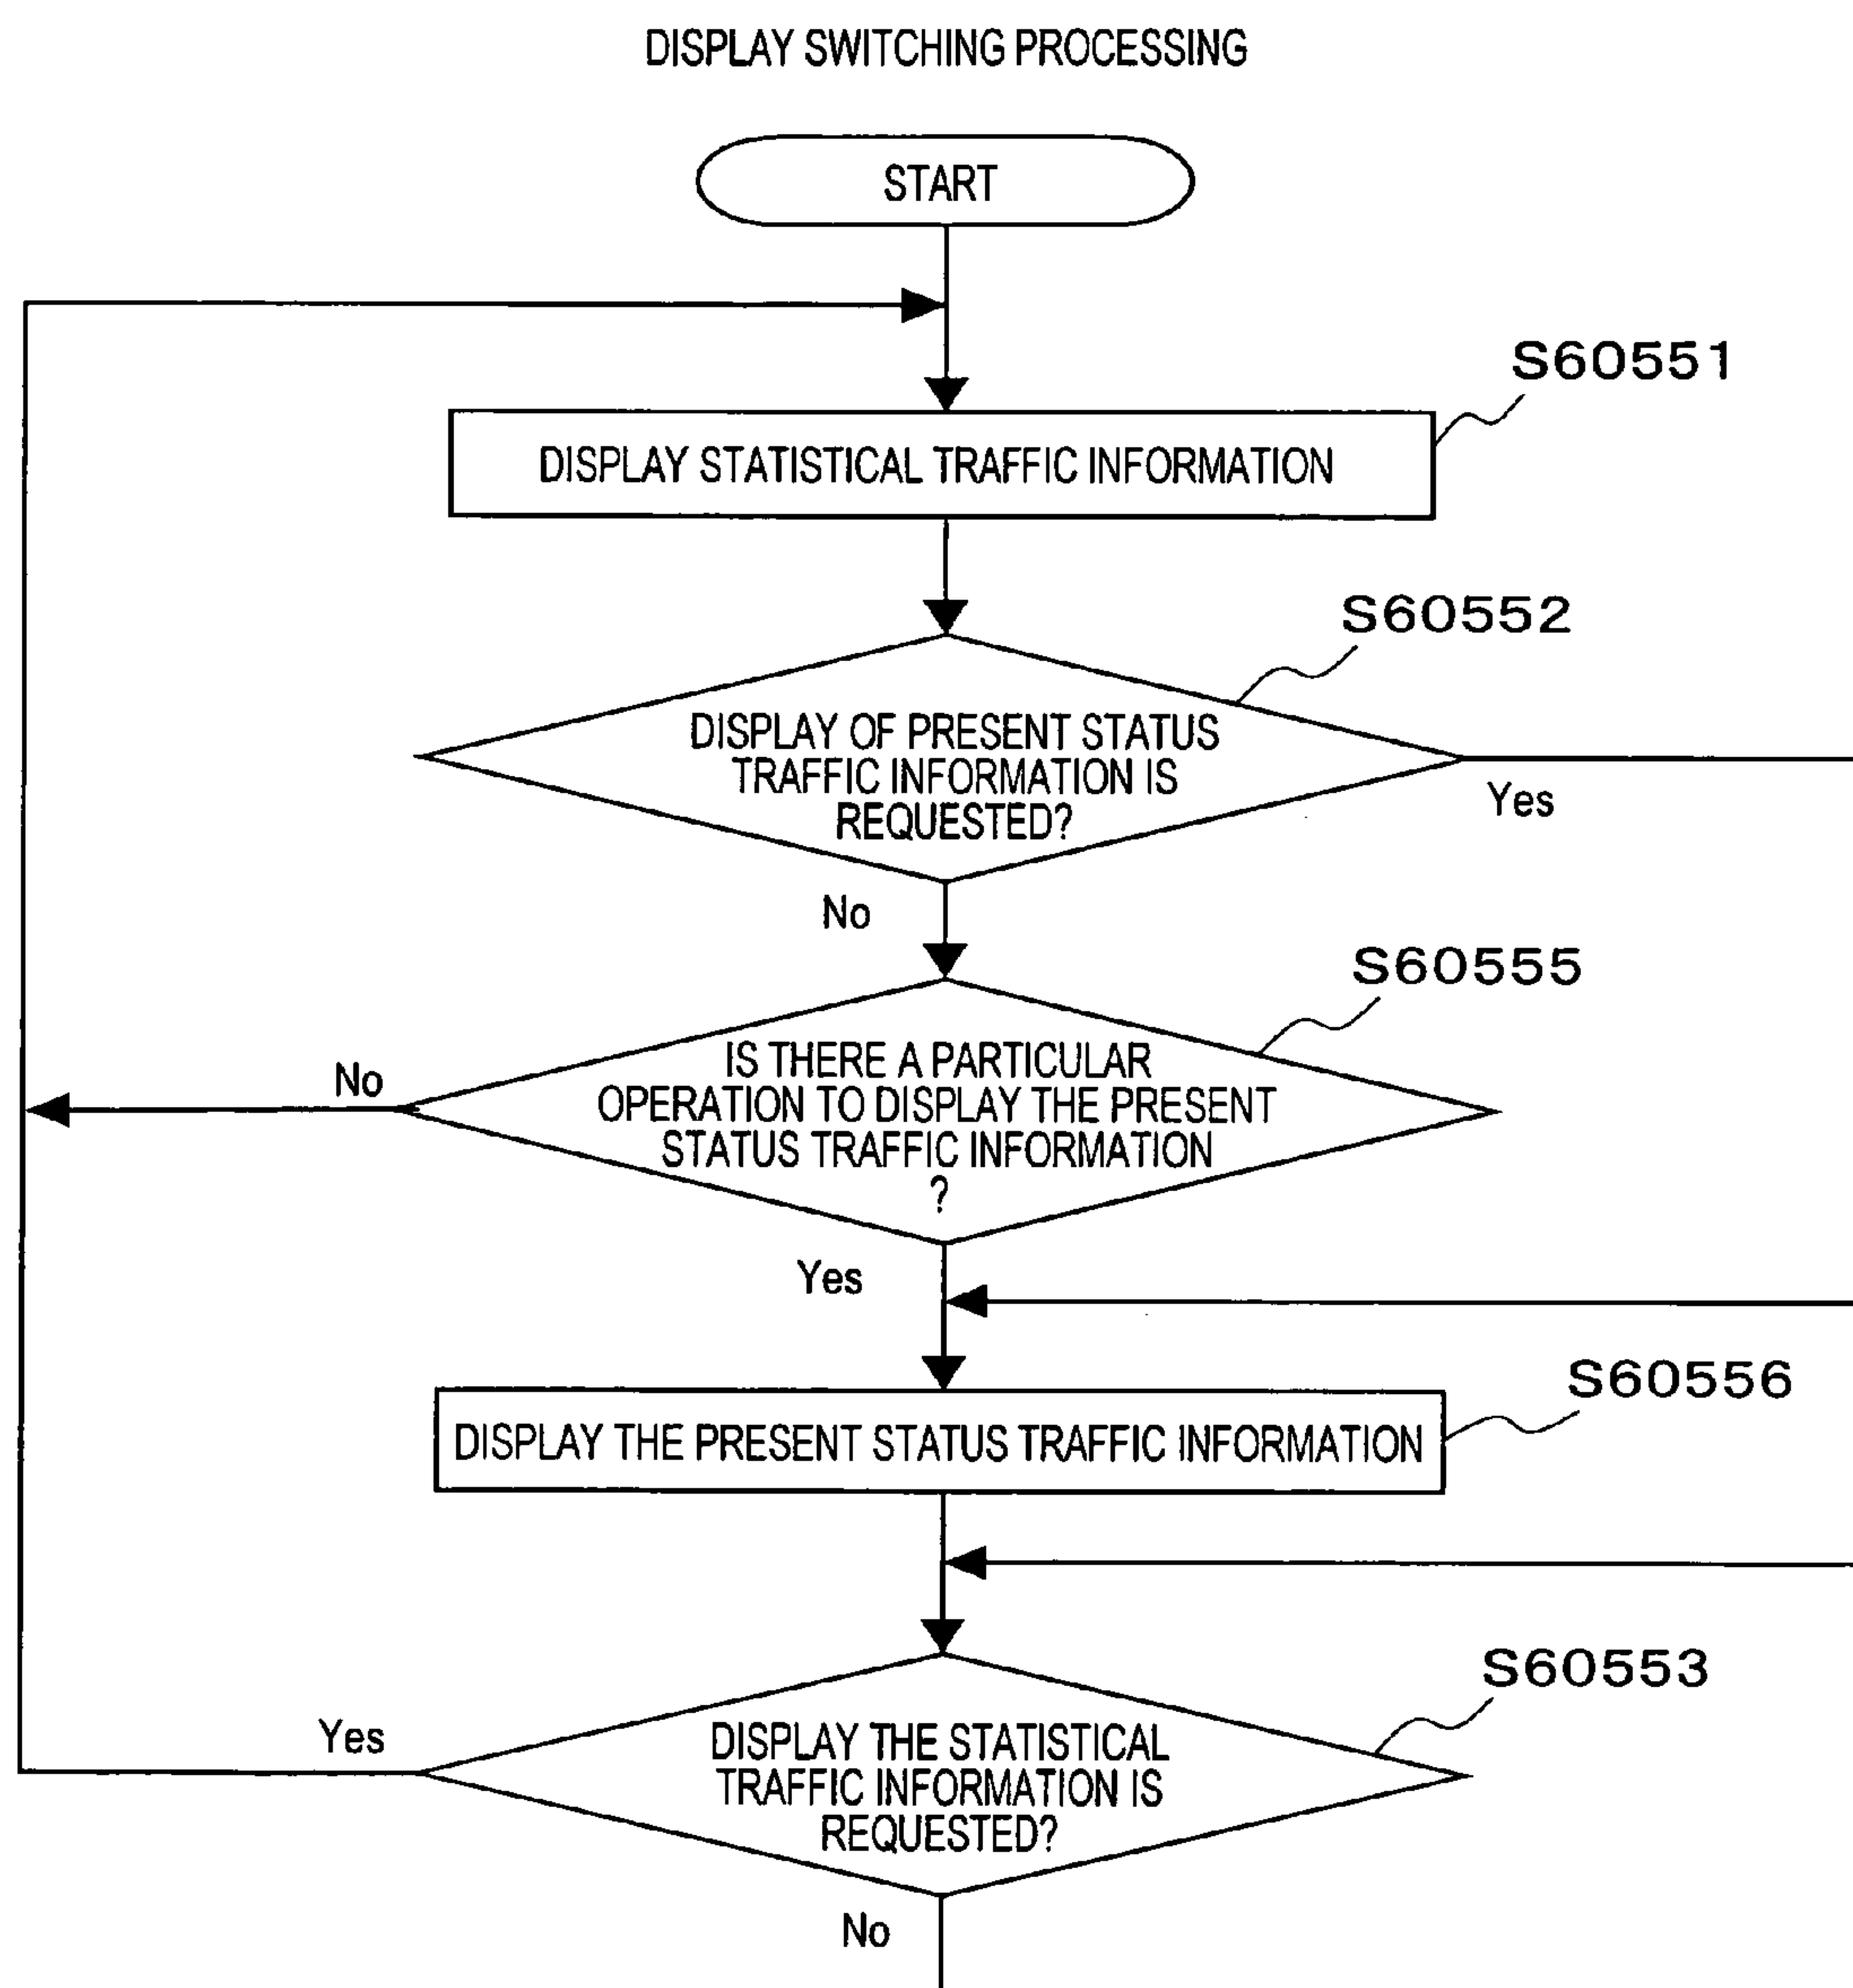 DISPLAY SWITCHING PROCESSING
START
S60551
DISPLAY STATISTICAL TRAFFIC INFORMATION
S60552
DISPLAY OF PRESENT STATUS
TRAFFIC INFORMATION IS
REQUESTED?
Yes
No
S60555
IS THERE A PARTICULAR
OPERATION TO DISPLAY THE PRESENT
STATUS TRAFFIC INFORMATION
?
No
Yes
S60556
DISPLAY THE PRESENT STATUS TRAFFIC INFORMATION
S60553
DISPLAY THE STATISTICAL
TRAFFIC INFORMATION IS
REQUESTED?
Yes
No